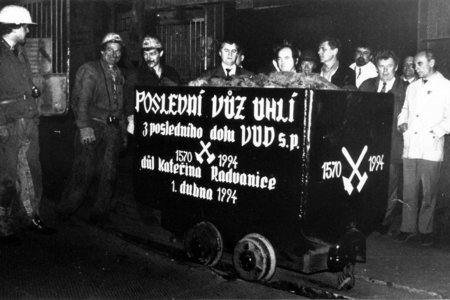 POSLEDNÍ VŮZ UHLÍ
z posledního dolu VUD s.p.
1570 1994
důl Kateřina Radvanice
1. dubna 1994
1570 1994